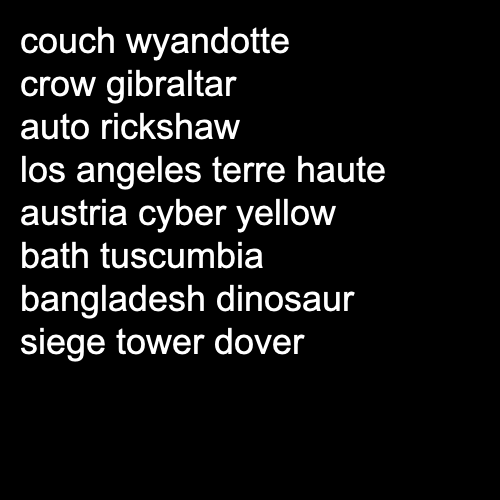 couch wyandotte
crow gibraltar
auto rickshaw
los angeles terre haute
austria cyber yellow
bath tuscumbia
bangladesh dinosaur
siege tower dover